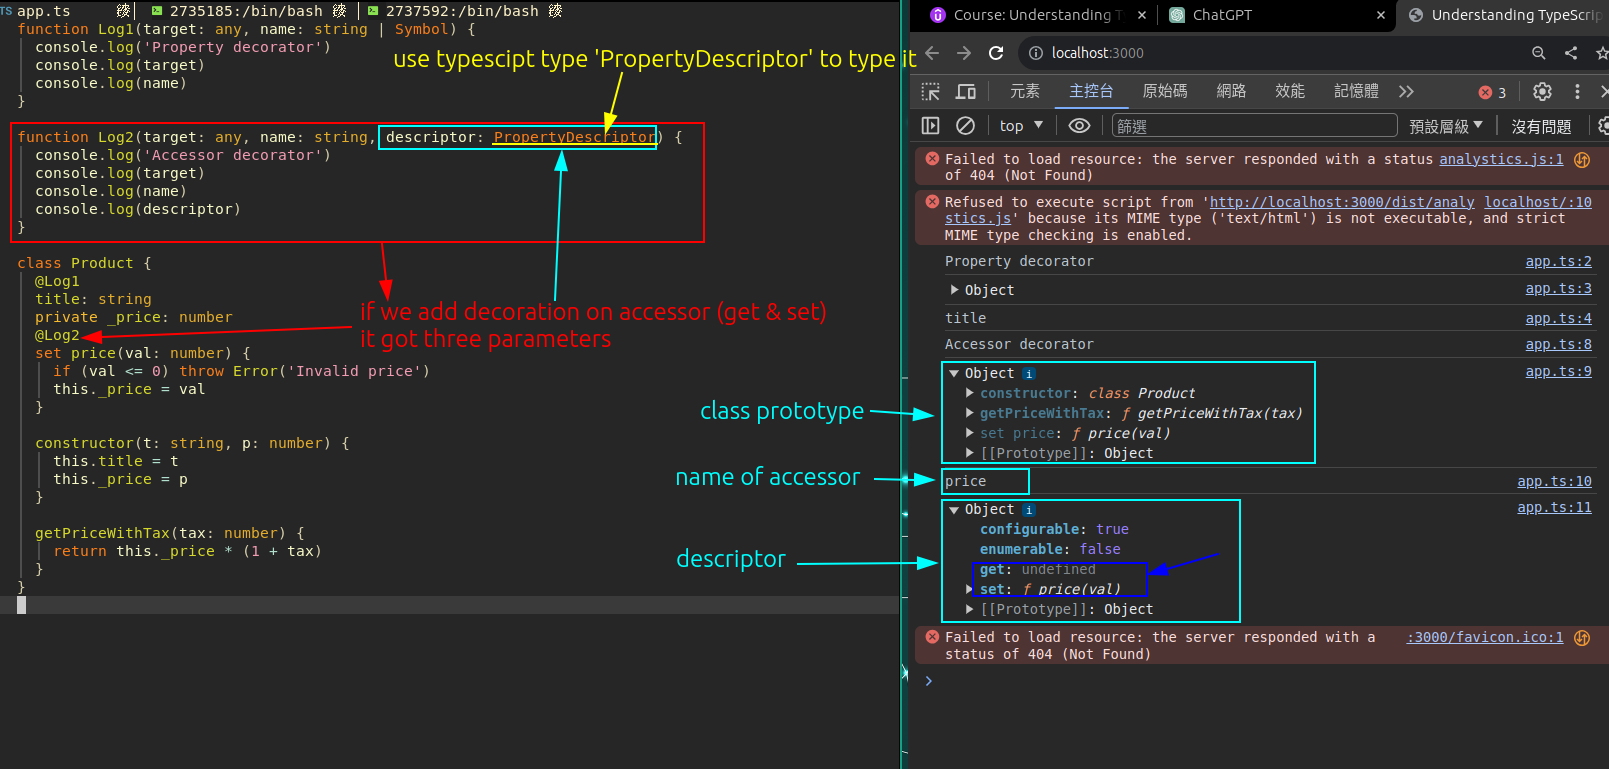 TS app.ts
2735185:/bin/bash
2737592:/bin/bash
function Log1(target: any, name: string | Symbol) {
console.log('Property decorator')
console.log(target)
console.log(name)
}
use typescipt type 'PropertyDescriptor' to type it
function Log2(target: any, name: string, descriptor: PropertyDescriptor) {
console.log('Accessor decorator')
console.log(target)
console.log(name)
console.log(descriptor)
}
class Product {
@Log1
title: string
private _price: number
@Log2
set price(val: number) {
if (val <= 0) throw Error('Invalid price')
this._price = val
}
constructor(t: string, p: number) {
this.title = t
this._price = p
}
getPriceWithTax(tax: number) {
return this._price * (1 + tax)
}
}
if we add decoration on accessor (get & set)
it got three parameters
class prototype
name of accessor
descriptor
Course: Understanding T
ChatGPT
Understanding TypeScrip
localhost:3000
元素 主控台 原始碼 網路 效能 記憶體 3
top 篩選 預設層級 沒有問題
Failed to load resource: the server responded with a status analystics.js:1
of 404 (Not Found)
Refused to execute script from 'http://localhost:3000/dist/analy localhost/:10
stics.js' because its MIME type ('text/html') is not executable, and strict
MIME type checking is enabled.
Property decorator app.ts:2
Object app.ts:3
title app.ts:4
Accessor decorator app.ts:8
Object i app.ts:9
constructor: class Product
getPriceWithTax: ƒ getPriceWithTax(tax)
set price: ƒ price(val)
[[Prototype]]: Object
price app.ts:10
Object i app.ts:11
configurable: true
enumerable: false
get: undefined
set: ƒ price(val)
[[Prototype]]: Object
Failed to load resource: the server responded with a :3000/favicon.ico:1
status of 404 (Not Found)